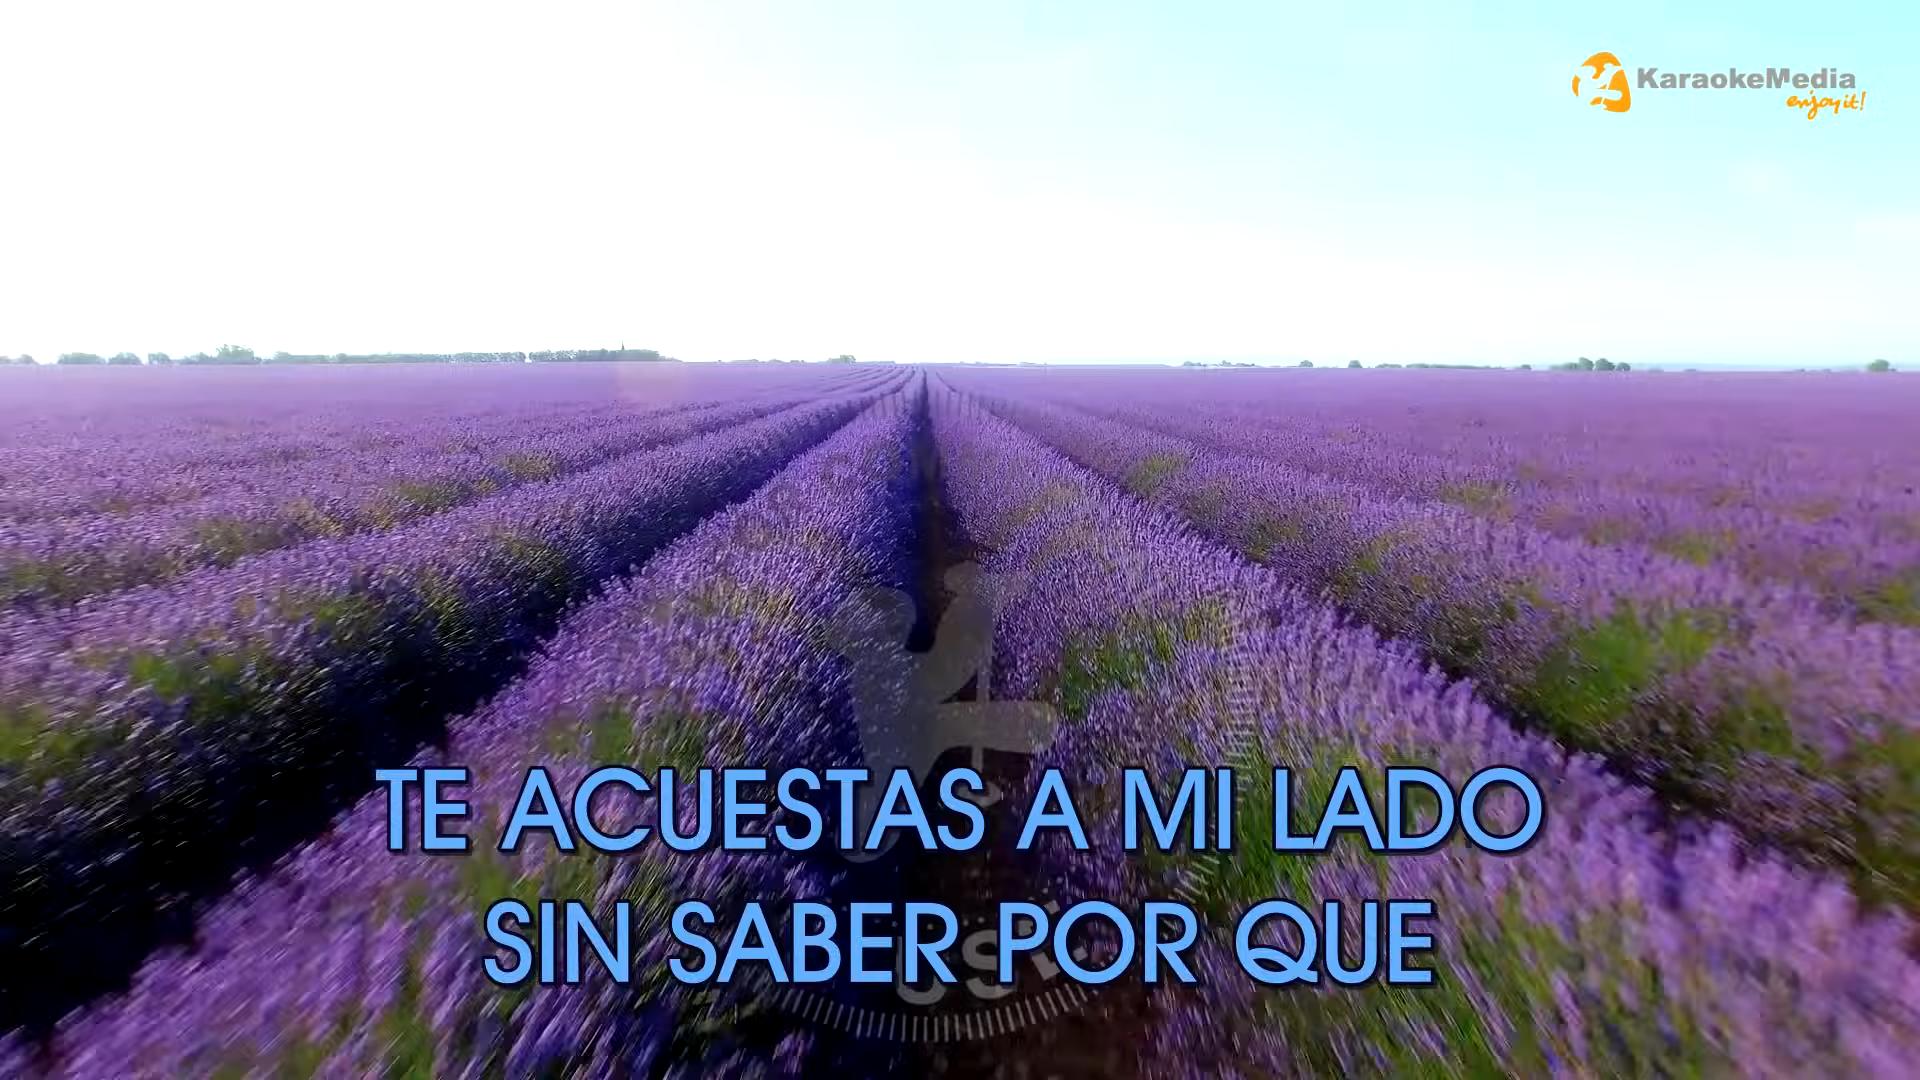 KaraokeMedia
enjoy it!
TE ACUESTAS A MI LADO
SIN SABER POR QUE